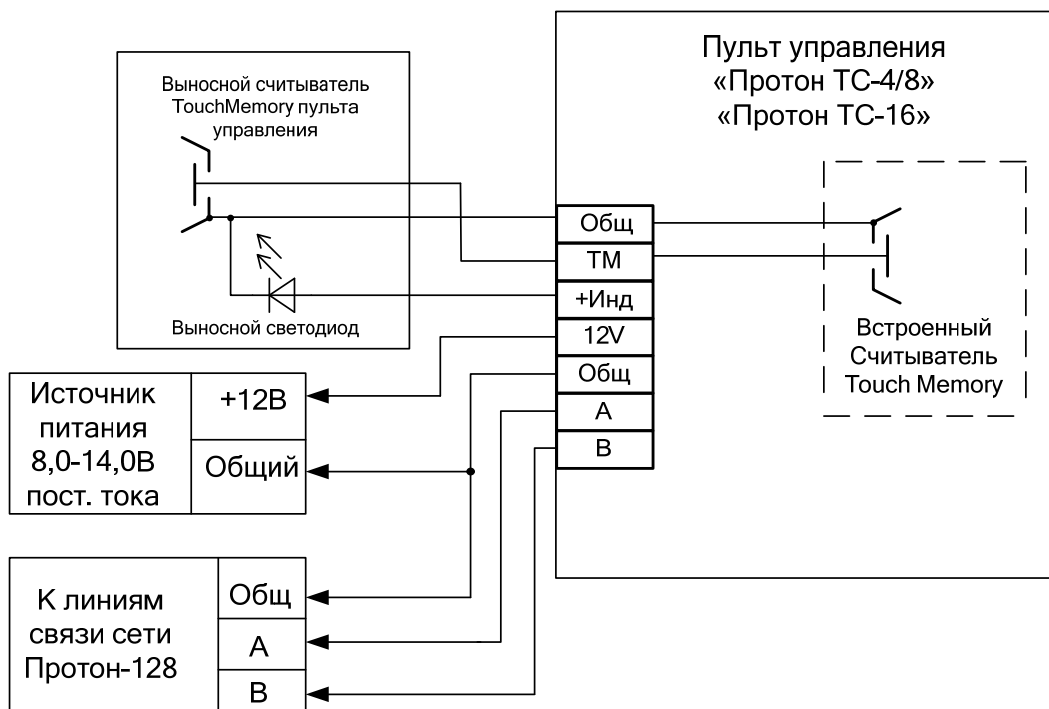 Пульт управления
«Протон ТС-4/8»
«Протон ТС-16»
Выносной считыватель
TouchMemory пульта
управления
Выносной светодиод
Общ
ТМ
+Инд
12V
Общ
А
В
Встроенный
Считыватель
Touch Memory
Источник
питания
8,0-14,0В
пост. тока
+12В
Общий
К линиям
связи сети
Протон-128
Общ
А
В